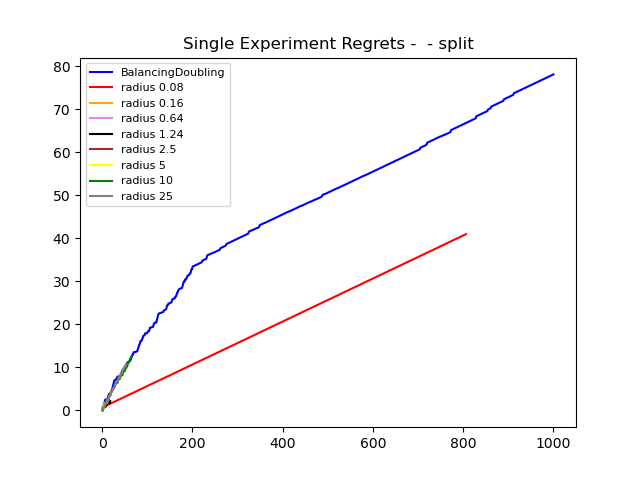 Single Experiment Regrets -  - split
80
70
60
50
40
30
20
10
0
BalancingDoubling
radius 0.08
radius 0.16
radius 0.64
radius 1.24
radius 2.5
radius 5
radius 10
radius 25
0 200 400 600 800 1000